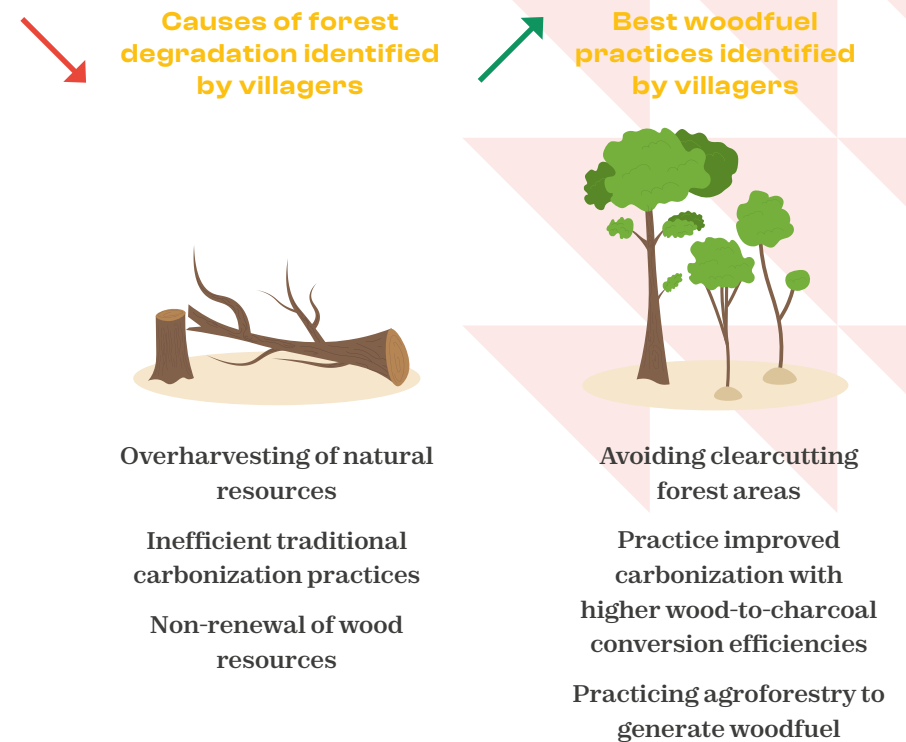 Causes of forest
degradation identified
by villagers
Overharvesting of natural
resources
Inefficient traditional
carbonization practices
Non-renewal of wood
resources
Best woodfuel
practices identified
by villagers
Avoiding clearcutting
forest areas
Practice improved
carbonization with
higher wood-to-charcoal
conversion efficiencies
Practicing agroforestry to
generate woodfuel